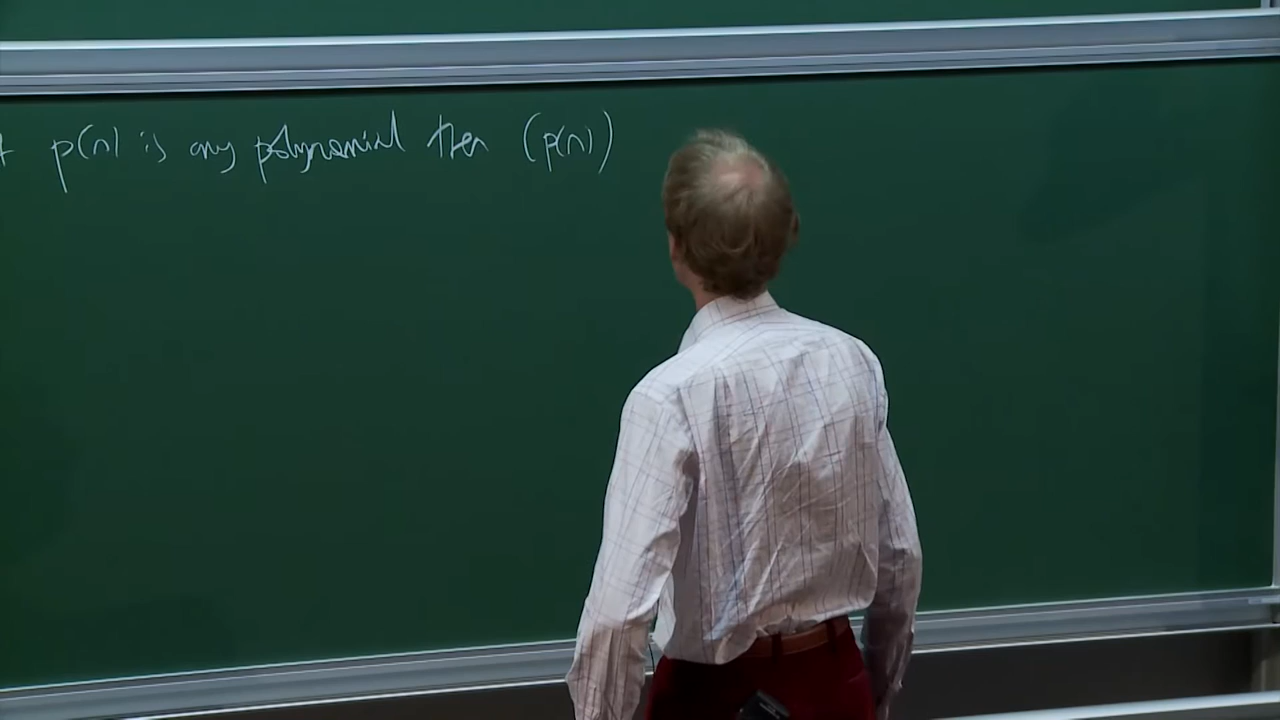 p(n) is any polynomial then (p(n))